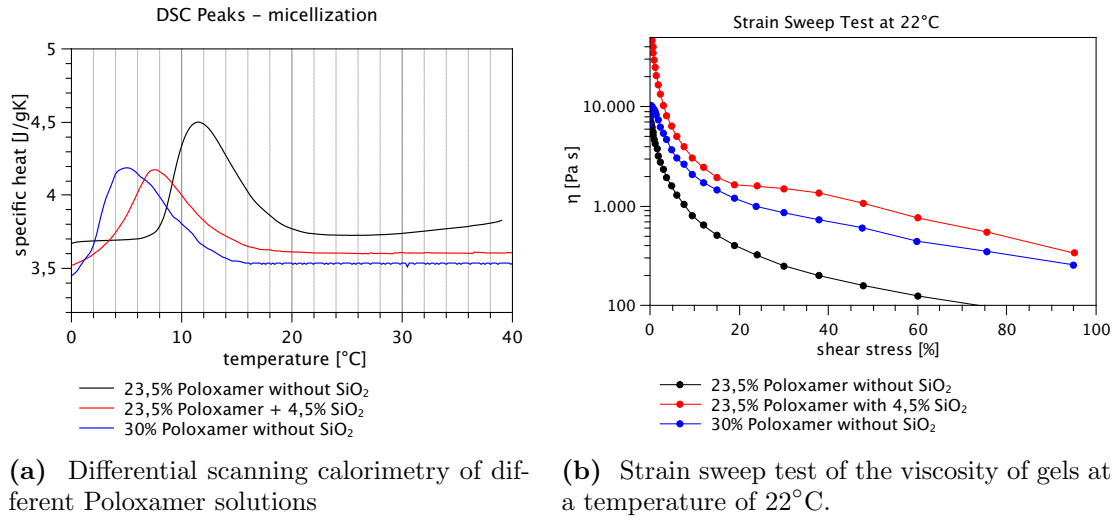 DSC Peaks – micellization
5
4,5
4
3,5
specific heat [J/gK]
0
10
20
30
40
temperature [°C]
23,5% Poloxamer without SiO₂
23,5% Poloxamer + 4,5% SiO₂
30% Poloxamer without SiO₂
(a) Differential scanning calorimetry of dif-
ferent Poloxamer solutions
Strain Sweep Test at 22°C
10.000
1.000
100
η [Pa s]
0
20
40
60
80
100
shear stress [%]
23,5% Poloxamer without SiO₂
23,5% Poloxamer with 4,5% SiO₂
30% Poloxamer without SiO₂
(b) Strain sweep test of the viscosity of gels at
a temperature of 22°C.